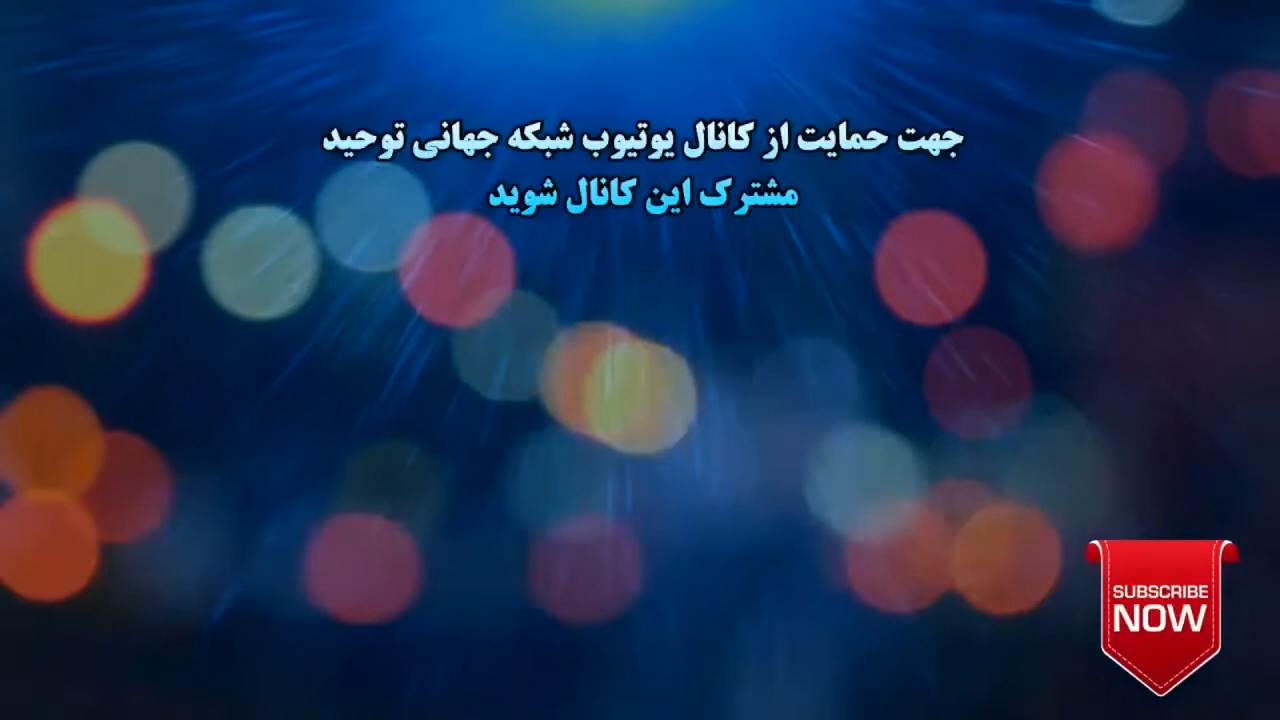 جهت حمایت از کانال یوتیوب شبکه جهانی توحید
مشترک این کانال شوید
SUBSCRIBE
NOW